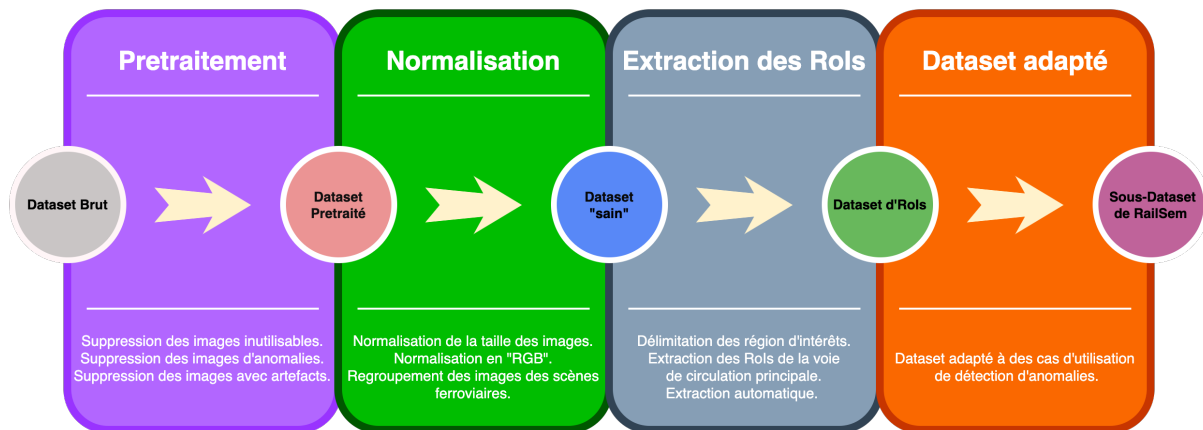 Pretraitement
Normalisation
Extraction des RoIs
Dataset adapté
Dataset Brut
Dataset
Pretraité
Dataset
"sain"
Dataset d'RoIs
Sous-Dataset
de RailSem
Suppression des images inutilisables.
Suppression des images d'anomalies.
Suppression des images avec artefacts.
Normalisation de la taille des images.
Normalisation en "RGB".
Regroupement des images des scènes
ferroviaires.
Délimitation des région d'intérêts.
Extraction des RoIs de la voie
de circulation principale.
Extraction automatique.
Dataset adapté à des cas d'utilisation
de détection d'anomalies.